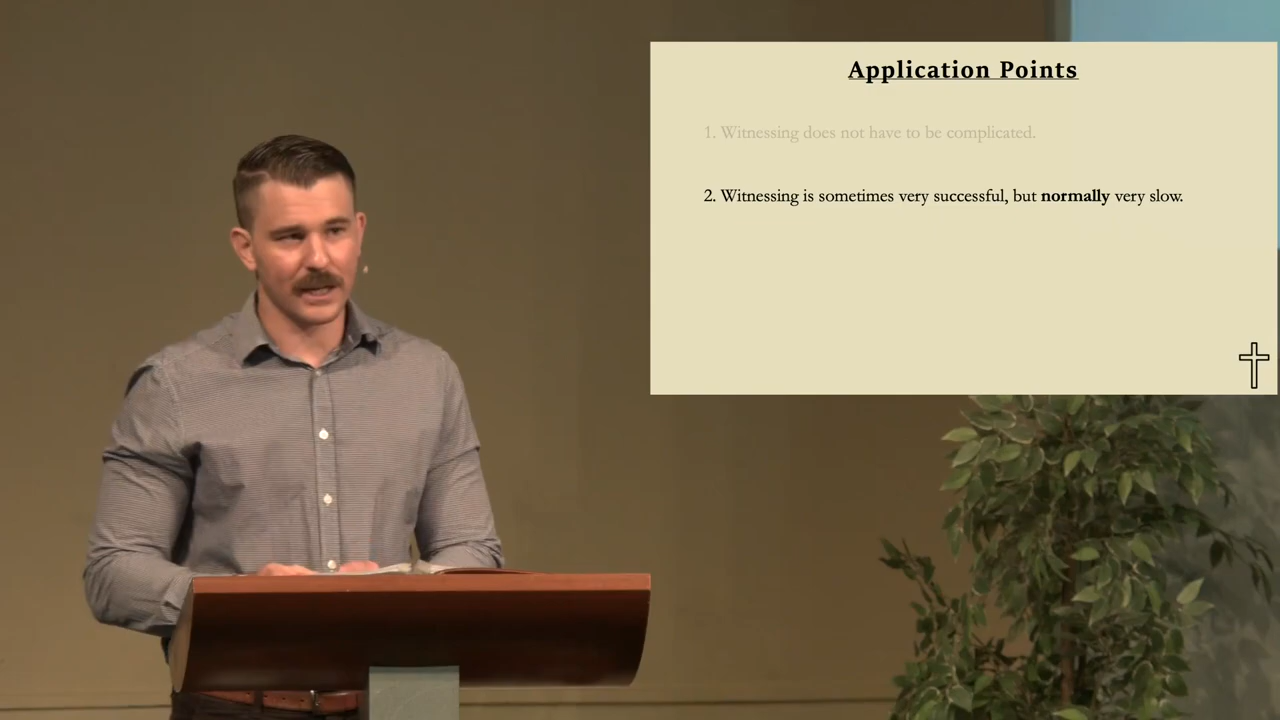 Application Points
1. Witnessing does not have to be complicated.
2. Witnessing is sometimes very successful, but normally very slow.